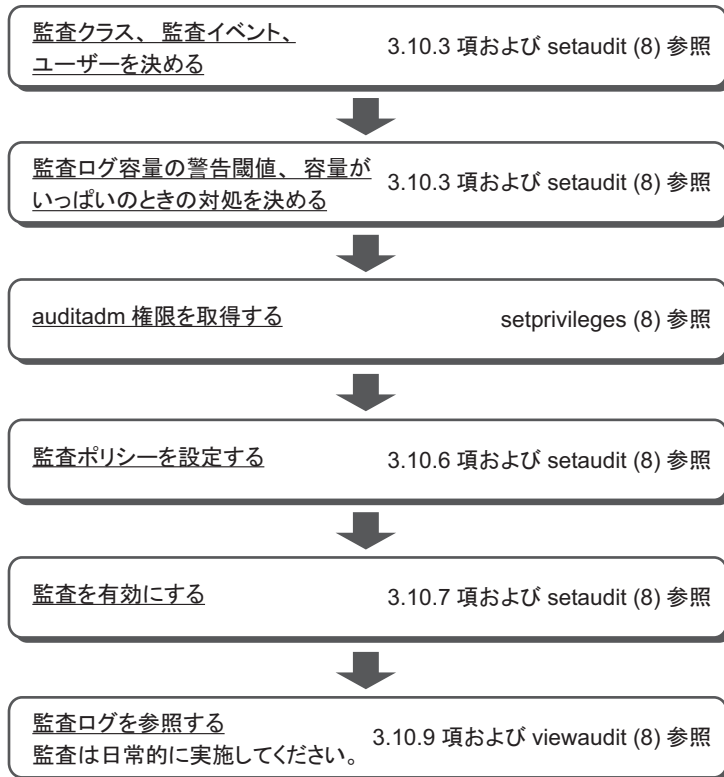 監査クラス、 監査イベント、
ユーザーを決める
3.10.3 項および setaudit (8) 参照
監査ログ容量の警告閾値、 容量が
いっぱいのときの対処を決める
3.10.3 項および setaudit (8) 参照
auditadm 権限を取得する
setprivileges (8) 参照
監査ポリシーを設定する
3.10.6 項および setaudit (8) 参照
監査を有効にする
3.10.7 項および setaudit (8) 参照
監査ログを参照する
監査は日常的に実施してください。
3.10.9 項および viewaudit (8) 参照